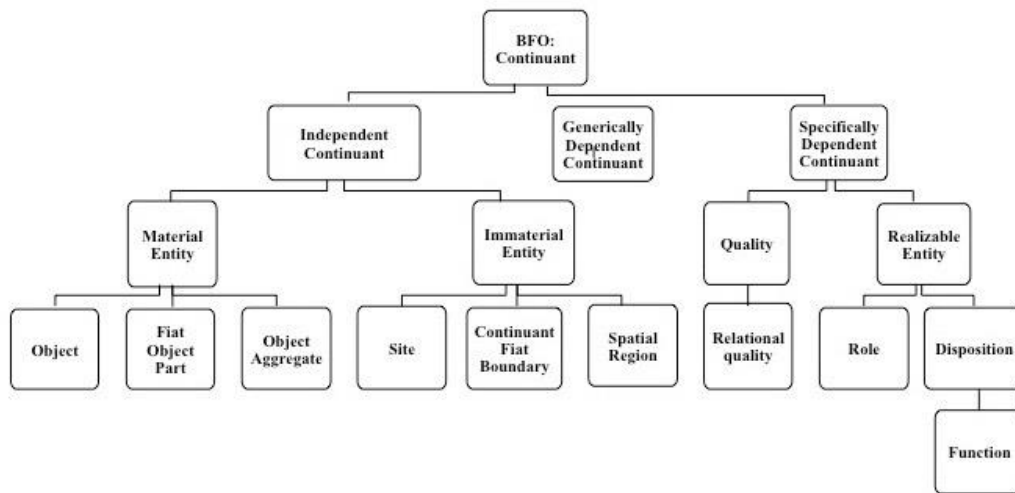 BFO:
Continuant
Independent
Continuant
Generically
Dependent
Continuant
Specifically
Dependent
Continuant
Material
Entity
Immaterial
Entity
Quality
Realizable
Entity
Object
Fiat
Object
Part
Object
Aggregate
Site
Continuant
Fiat
Boundary
Spatial
Region
Relational
quality
Role
Disposition
Function